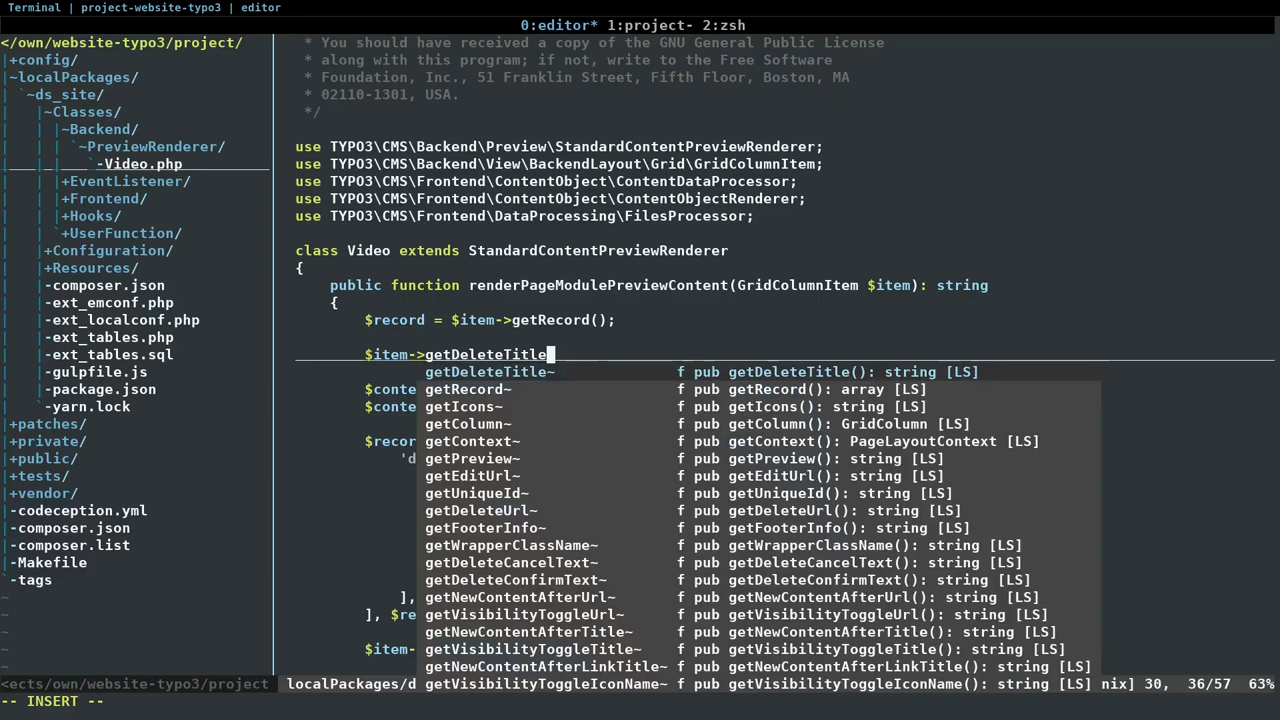 Terminal | project-website-typo3 | editor
0:editor* 1:project- 2:zsh
</own/website-typo3/project/
|+config/
|~localPackages/
| `~ds_site/
|   |~Classes/
|   | |~Backend/
|   | | `~PreviewRenderer/
|   | |   `-Video.php
|   | |+EventListener/
|   | |+Frontend/
|   | |+Hooks/
|   | `+UserFunction/
|   |+Configuration/
|   |+Resources/
|   |-composer.json
|   |-ext_emconf.php
|   |-ext_localconf.php
|   |-ext_tables.php
|   |-ext_tables.sql
|   |-gulpfile.js
|   |-package.json
|   `-yarn.lock
|+patches/
|+private/
|+public/
|+tests/
|+vendor/
|-codeception.yml
|-composer.json
|-composer.list
|-Makefile
`-tags
~
~
~
~
~
<ects/own/website-typo3/project
* You should have received a copy of the GNU General Public License
* along with this program; if not, write to the Free Software
* Foundation, Inc., 51 Franklin Street, Fifth Floor, Boston, MA
* 02110-1301, USA.
*/
use TYPO3\CMS\Backend\Preview\StandardContentPreviewRenderer;
use TYPO3\CMS\Backend\View\BackendLayout\Grid\GridColumnItem;
use TYPO3\CMS\Frontend\ContentObject\ContentDataProcessor;
use TYPO3\CMS\Frontend\ContentObject\ContentObjectRenderer;
use TYPO3\CMS\Frontend\DataProcessing\FilesProcessor;
class Video extends StandardContentPreviewRenderer
{
public function renderPageModulePreviewContent(GridColumnItem $item): string
{
$record = $item->getRecord();
$item->getDeleteTitle
getDeleteTitle~ f pub getDeleteTitle(): string [LS]
$conte getRecord~ f pub getRecord(): array [LS]
$conte getIcons~ f pub getIcons(): string [LS]
getColumn~ f pub getColumn(): GridColumn [LS]
$recor getContext~ f pub getContext(): PageLayoutContext [LS]
'd getPreview~ f pub getPreview(): string [LS]
getEditUrl~ f pub getEditUrl(): string [LS]
getUniqueId~ f pub getUniqueId(): string [LS]
getDeleteUrl~ f pub getDeleteUrl(): string [LS]
getFooterInfo~ f pub getFooterInfo(): string [LS]
getWrapperClassName~ f pub getWrapperClassName(): string [LS]
getDeleteCancelText~ f pub getDeleteCancelText(): string [LS]
getDeleteConfirmText~ f pub getDeleteConfirmText(): string [LS]
], getNewContentAfterUrl~ f pub getNewContentAfterUrl(): string [LS]
], $re getVisibilityToggleUrl~ f pub getVisibilityToggleUrl(): string [LS]
getNewContentAfterTitle~ f pub getNewContentAfterTitle(): string [LS]
$item- getVisibilityToggleTitle~ f pub getVisibilityToggleTitle(): string [LS]
getNewContentAfterLinkTitle~ f pub getNewContentAfterLinkTitle(): string [LS]
localPackages/d getVisibilityToggleIconName~ f pub getVisibilityToggleIconName(): string [LS] nix] 30, 36/57 63%
-- INSERT --